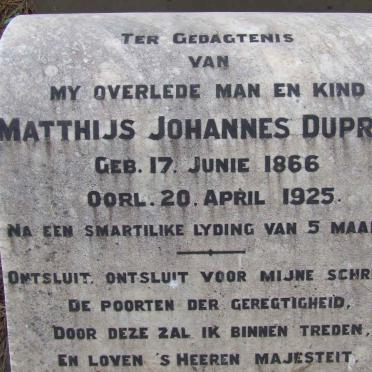 Ter Gedagtenis
van
my overlede man en kind
Matthijs Johannes Dupr
Geb. 17. Junie 1866
Oorl. 20. April 1925.
Na een smartilike lyding van 5 maa
Ontsluit, ontsluit voor mijne schr
De poorten der geregtigheid,
Door deze zal ik binnen treden,
En loven 's Heeren majesteit,